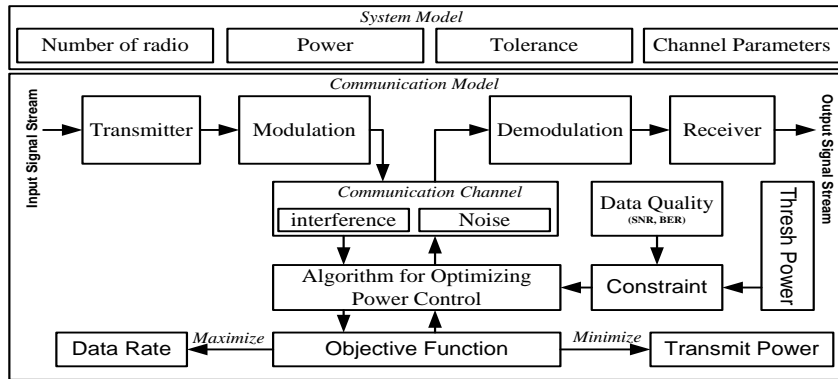 System Model
Number of radio
Power
Tolerance
Channel Parameters
Communication Model
Input Signal Stream
Transmitter
Modulation
Demodulation
Receiver
Output Signal Stream
Communication Channel
interference
Noise
Data Quality
(SNR, BER)
Thresh Power
Algorithm for Optimizing
Power Control
Constraint
Data Rate
Maximize
Objective Function
Minimize
Transmit Power